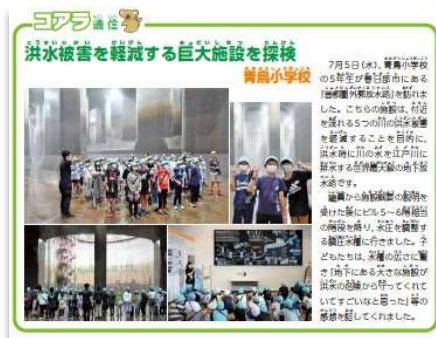 コアラ通信
洪水被害を軽減する巨大施設を探検
菁莪小学校
7月5日(水)、菁莪小学校
の5年生が春日部市にある
「首都圏外郭放水路」を訪れま
した。こちらの施設は、付近
を流れる5つの川の洪水被害
を軽減することを目的に、
洪水時に川の水を江戸川に
排水する世界最大級の地下放
水路です。
職員から施設概要の説明を
受けた後にビル5～6階相当
の階段を降り、水圧を調整す
る調圧水槽に行きました。子
どもたちは、水槽の広さに驚
き「地下にある大きな施設が
洪水の危険から守ってくれて
いてすごいなと思った」等の
感想を話してくれました。